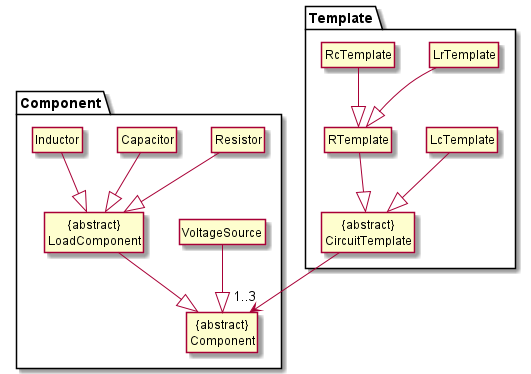 Template
RcTemplate
LrTemplate
Component
Inductor
Capacitor
Resistor
RTemplate
LcTemplate
{abstract}
LoadComponent
VoltageSource
{abstract}
CircuitTemplate
1..3
{abstract}
Component